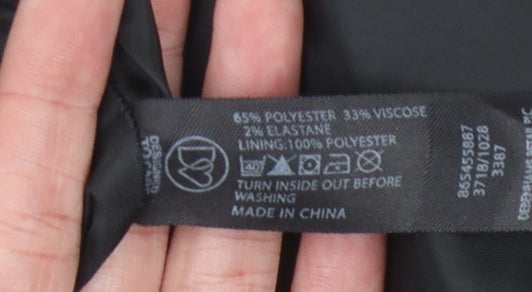 65% POLYESTER 33% VISCOSE
2% ELASTANE
LINING:100% POLYESTER
40
TURN INSIDE OUT BEFORE
WASHING
MADE IN CHINA
865455887
3718/1028
3387